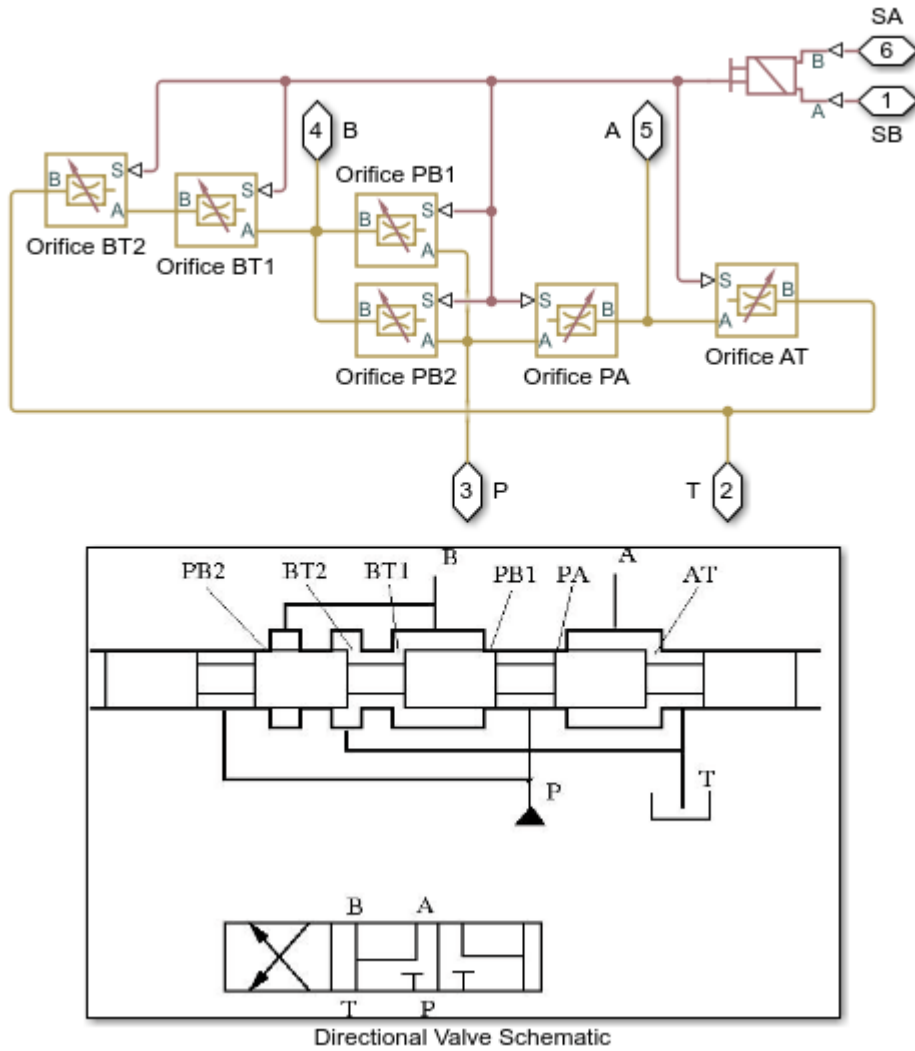 SA
6
B
1
A
SB
4 B
A 5
Orifice PB1
B S A
Orifice BT2
B S A
Orifice BT1
B S A
B S A
Orifice PB2
S A B
Orifice PA
S A B
Orifice AT
3 P
T 2
B A
PB2 BT2 BT1 PB1 PA AT
P T
B A
T P
Directional Valve Schematic